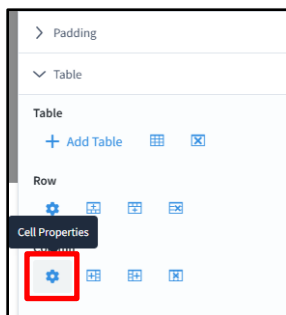 Padding
Table
Table
Add Table
Row
Cell Properties